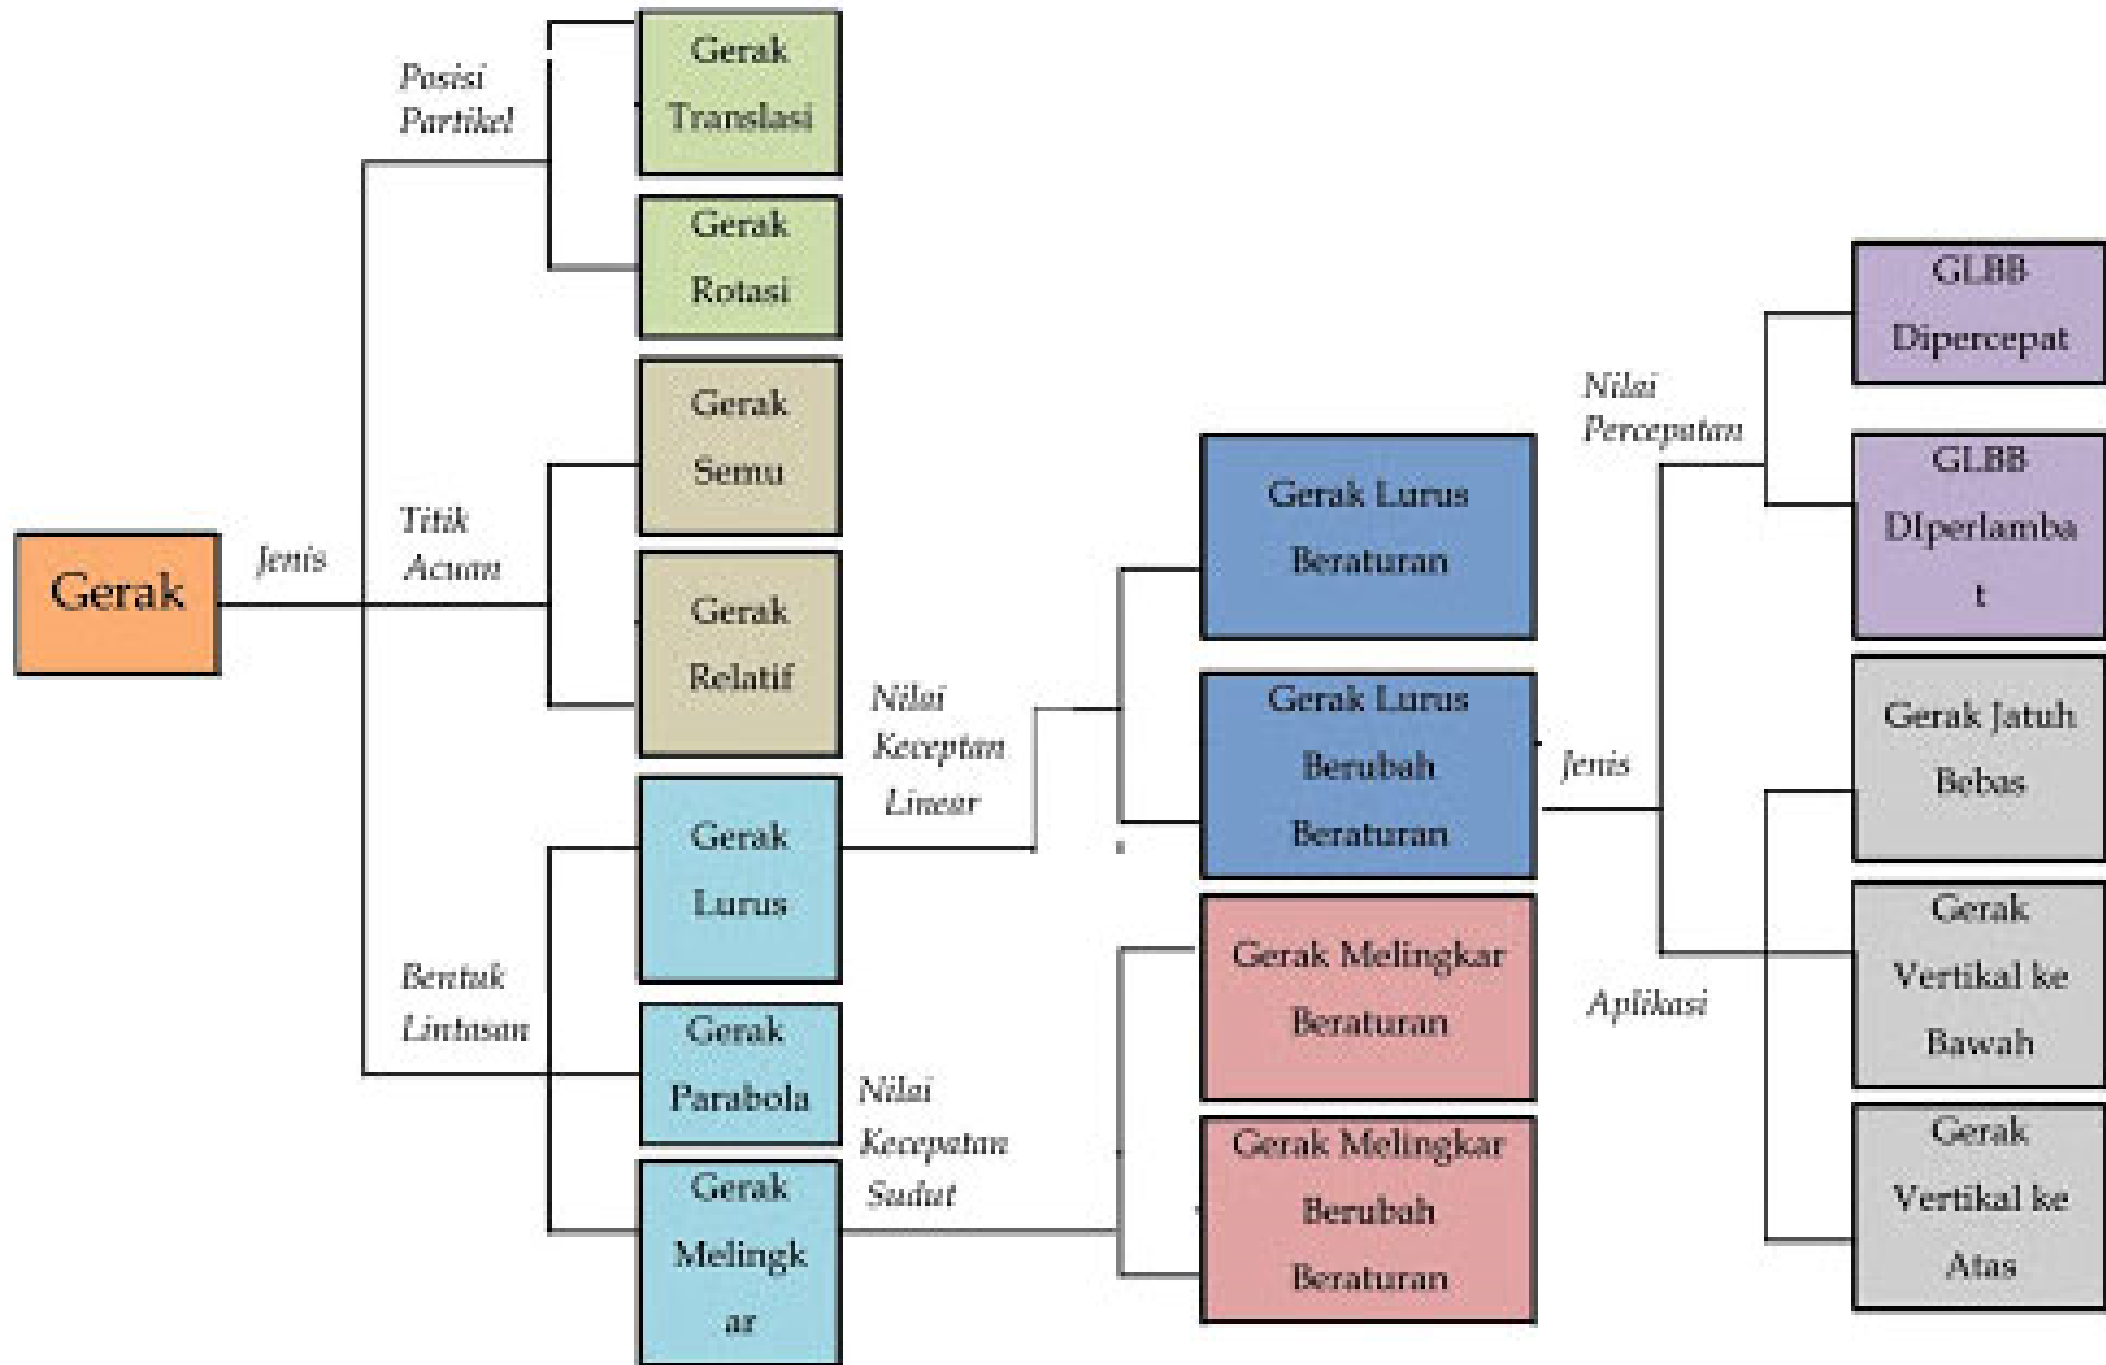 Gerak
Jenis
Posisi
Partikel
Gerak
Translasi
Gerak
Rotasi
Titik
Acuan
Gerak
Semu
Gerak
Relatif
Bentuk
Lintasan
Gerak
Lurus
Gerak
Parabola
Gerak
Melingk
ar
Nilai
Keceptan
Linear
Gerak Lurus
Beraturan
Gerak Lurus
Berubah
Beraturan
Nilai
Kecepatan
Sudut
Gerak Melingkar
Beraturan
Gerak Melingkar
Berubah
Beraturan
Jenis
Nilai
Percepatan
GLBB
Dipercepat
GLBB
DIperlamba
t
Aplikasi
Gerak Jatuh
Bebas
Gerak
Vertikal ke
Bawah
Gerak
Vertikal ke
Atas